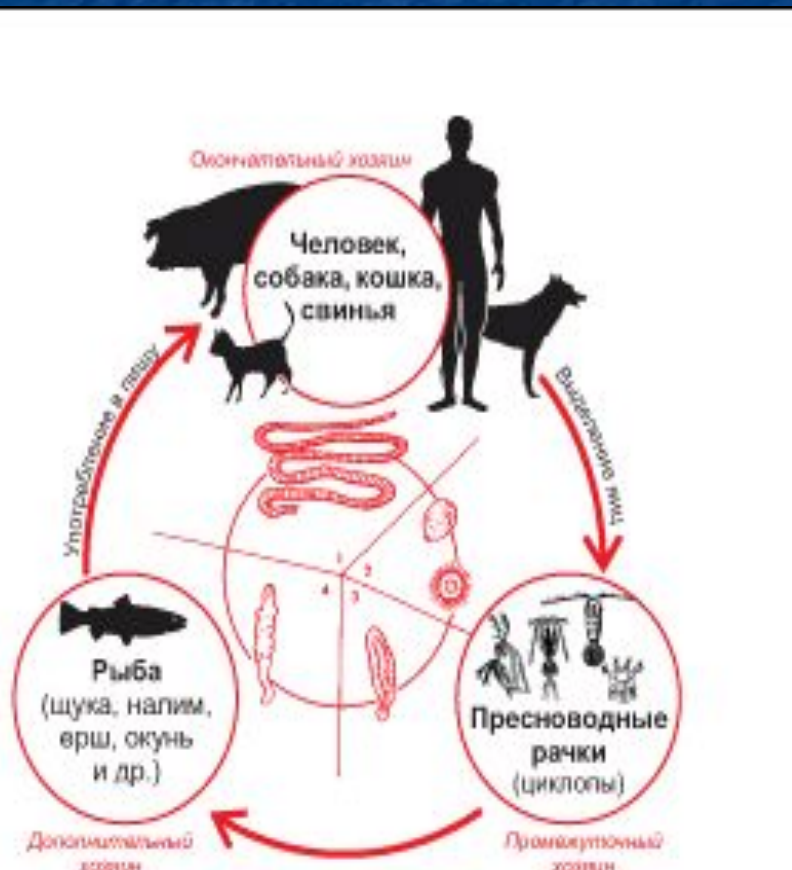 Окончательный хозяин
Человек,
собака, кошка,
свинья
Употребление в пищу
Выделение яиц
1
2
4
3
Рыба
(щука, налим,
ерш, окунь
и др.)
Пресноводные
рачки
(циклопы)
Дополнительный
хозяин
Промежуточный
хозяин